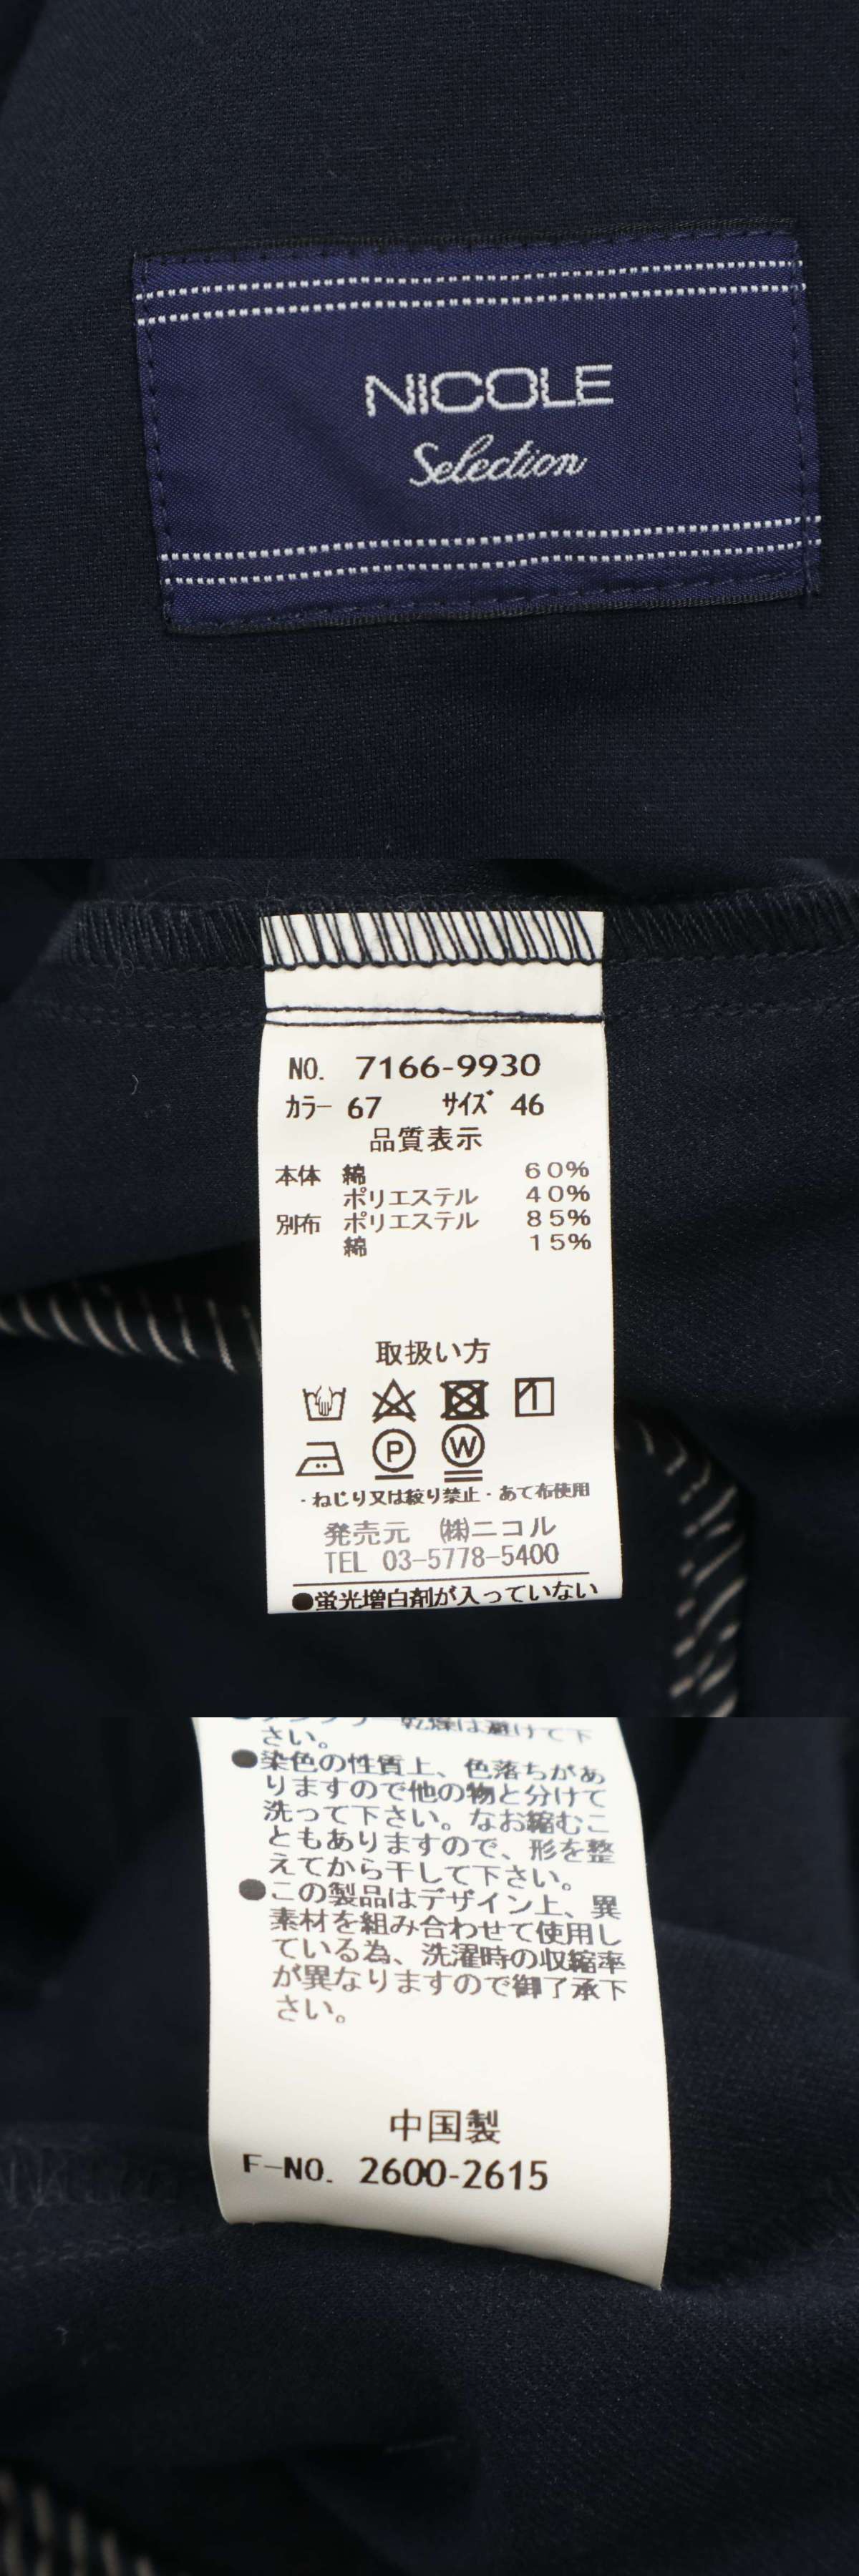 NICOLE
Selection
NO. 7166-9930
カラー 67 サイズ 46
品質表示
本体 綿 60%
ポリエステル 40%
別布 ポリエステル 85%
綿 15%
取扱い方
P W
・ねじり又は絞り禁止・あて布使用
発売元 ㈱ニコル
TEL 03-5778-5400
●蛍光増白剤が入っていない
乾燥は避けて下
さい。
●染色の性質上、色落ちがあ
りますので他の物と分けて
洗って下さい。なお縮むこ
ともありますので、形を整
えてから干して下さい。
●この製品はデザイン上、異
素材を組み合わせて使用し
ている為、洗濯時の収縮率
が異なりますので御了承下
さい。
中国製
F-NO. 2600-2615